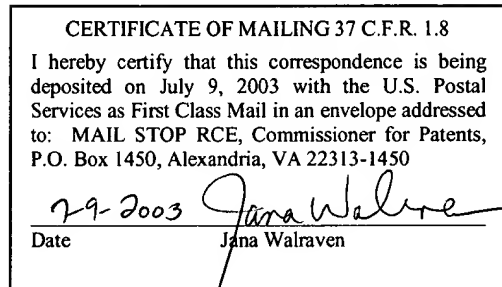 CERTIFICATE OF MAILING 37 C.F.R. 1.8
I hereby certify that this correspondence is being
deposited on July 9, 2003 with the U.S. Postal
Services as First Class Mail in an envelope addressed
to: MAIL STOP RCE, Commissioner for Patents,
P.O. Box 1450, Alexandria, VA 22313-1450
7-9-2003 Jana Walraven
Date Jana Walraven